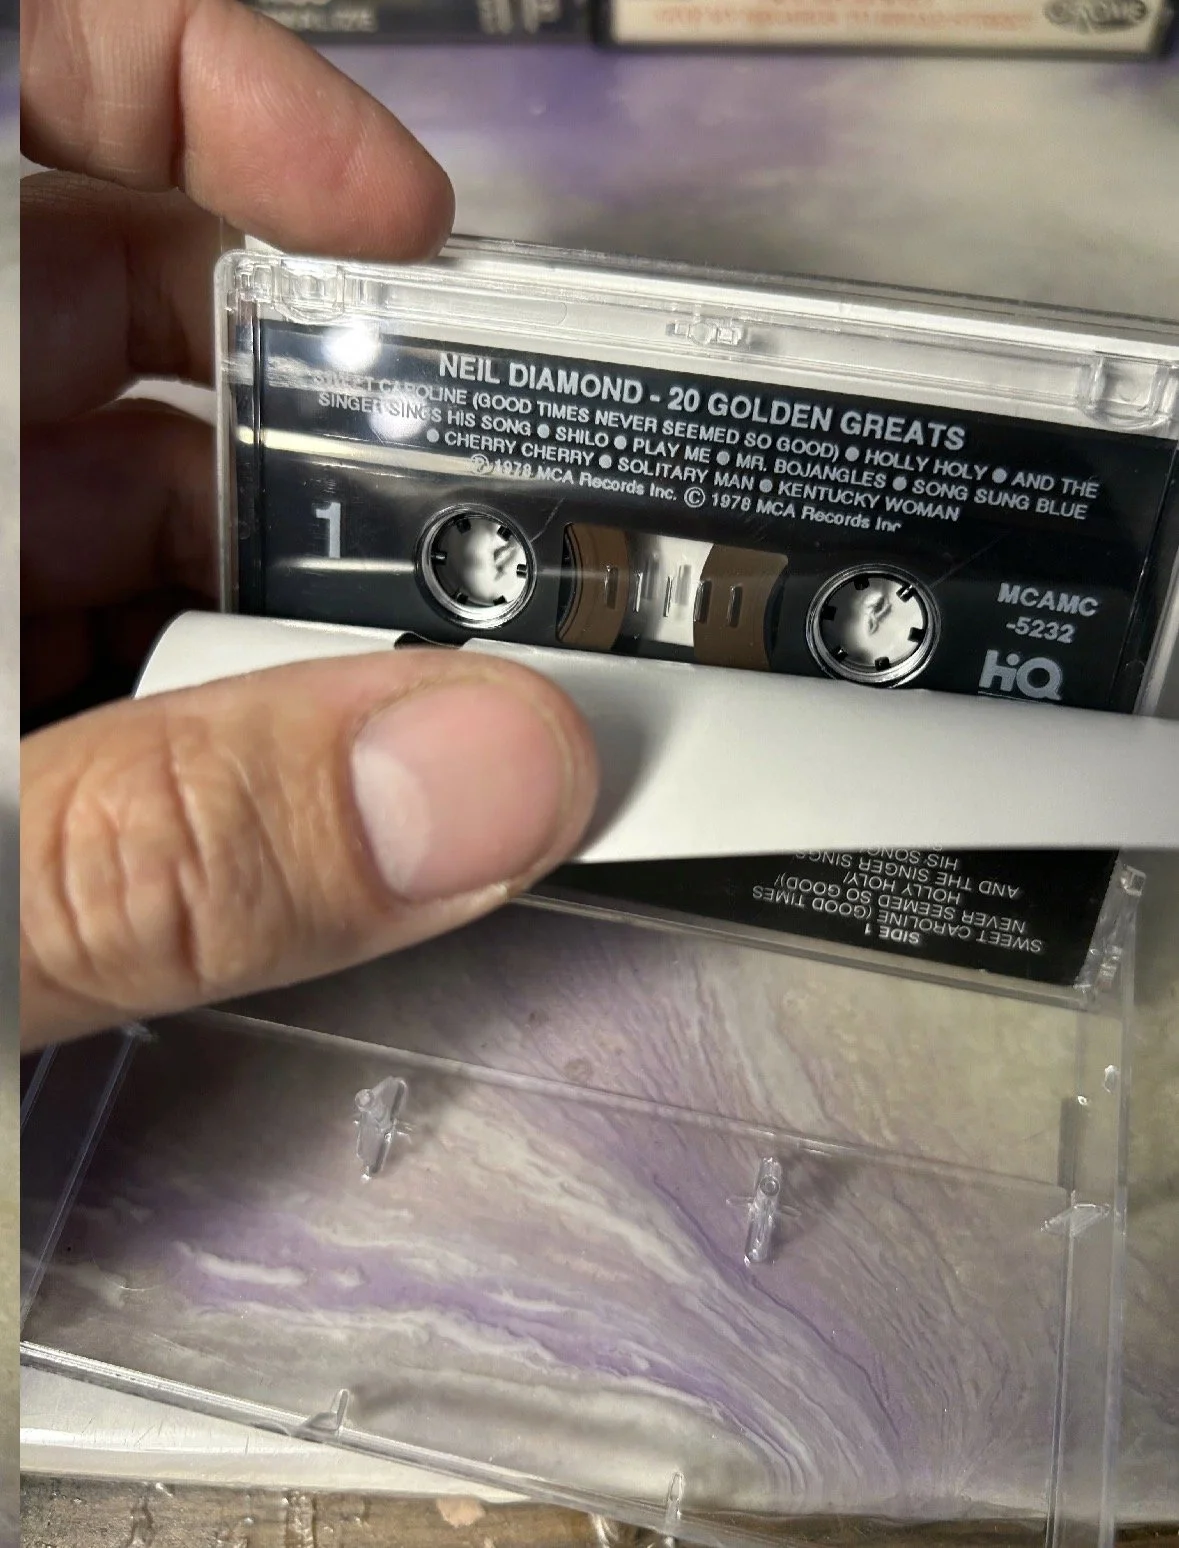 CHROME
NEIL DIAMOND - 20 GOLDEN GREATS
SWEET CAROLINE (GOOD TIMES NEVER SEEMED SO GOOD) ● HOLLY HOLY ● AND THE
SINGER SINGS HIS SONG ● SHILO ● PLAY ME ● MR. BOJANGLES ● SONG SUNG BLUE
● CHERRY CHERRY ● SOLITARY MAN ● KENTUCKY WOMAN
℗ 1978 MCA Records Inc. © 1978 MCA Records Inc
1
MCAMC
-5232
HiQ
SIDE 1
SWEET CAROLINE (GOOD TIMES
NEVER SEEMED SO GOOD)
HOLLY HOLY
AND THE SINGER SINGS
HIS SONG